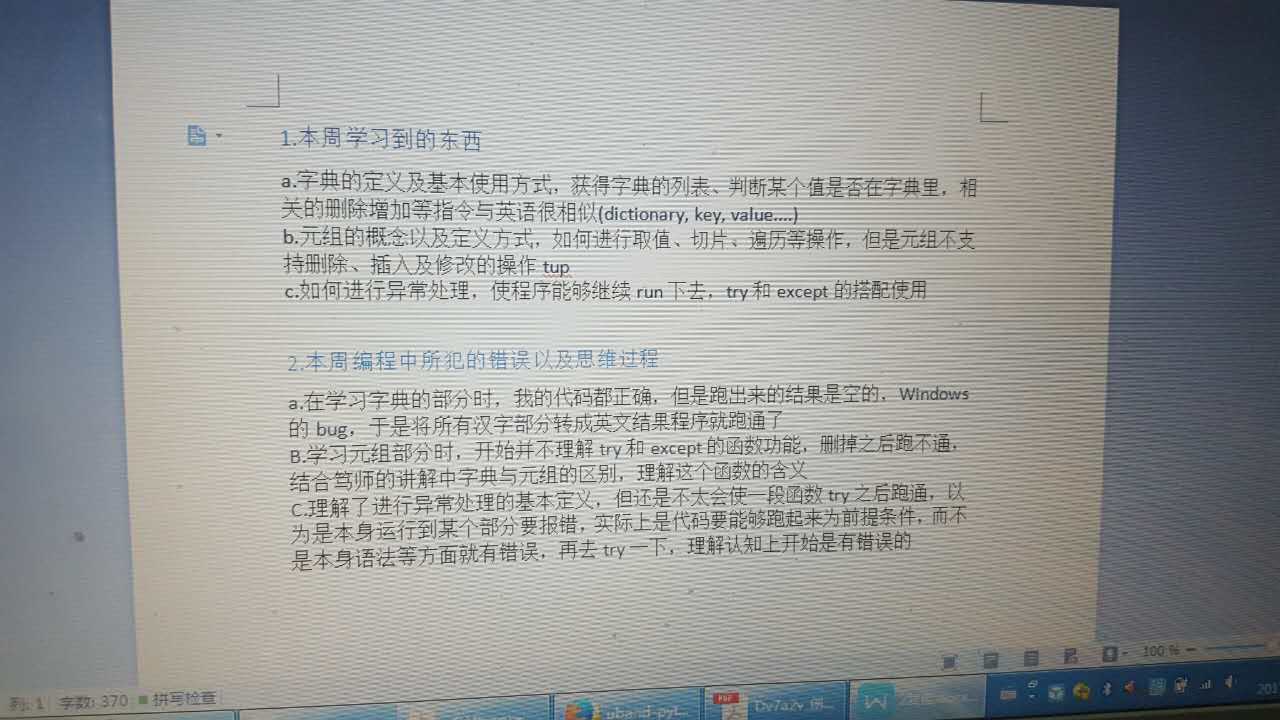 1.本周学习到的东西
a.字典的定义及基本使用方式，获得字典的列表、判断某个值是否在字典里，相
关的删除增加等指令与英语很相似(dictionary, key, value....)
b.元组的概念以及定义方式，如何进行取值、切片、遍历等操作，但是元组不支
持删除、插入及修改的操作 tup
c.如何进行异常处理，使程序能够继续 run 下去，try 和 except 的搭配使用
2.本周编程中所犯的错误以及思维过程
a.在学习字典的部分时，我的代码都正确，但是跑出来的结果是空的，Windows
的 bug，于是将所有汉字部分转成英文结果程序就跑通了
B.学习元组部分时，开始并不理解 try 和 except 的函数功能，删掉之后跑不通，
结合笃师的讲解中字典与元组的区别，理解这个函数的含义
C.理解了进行异常处理的基本定义，但还是不太会使一段函数 try 之后跑通，以
为是本身运行到某个部分要报错，实际上是代码要能够跑起来为前提条件，而不
是本身语法等方面就有错误，再去 try 一下，理解认知上开始是有错误的
100 %
列: 1 字数: 370 拼写检查
uband-pyt...
PDF
Dv7azv_例...
201